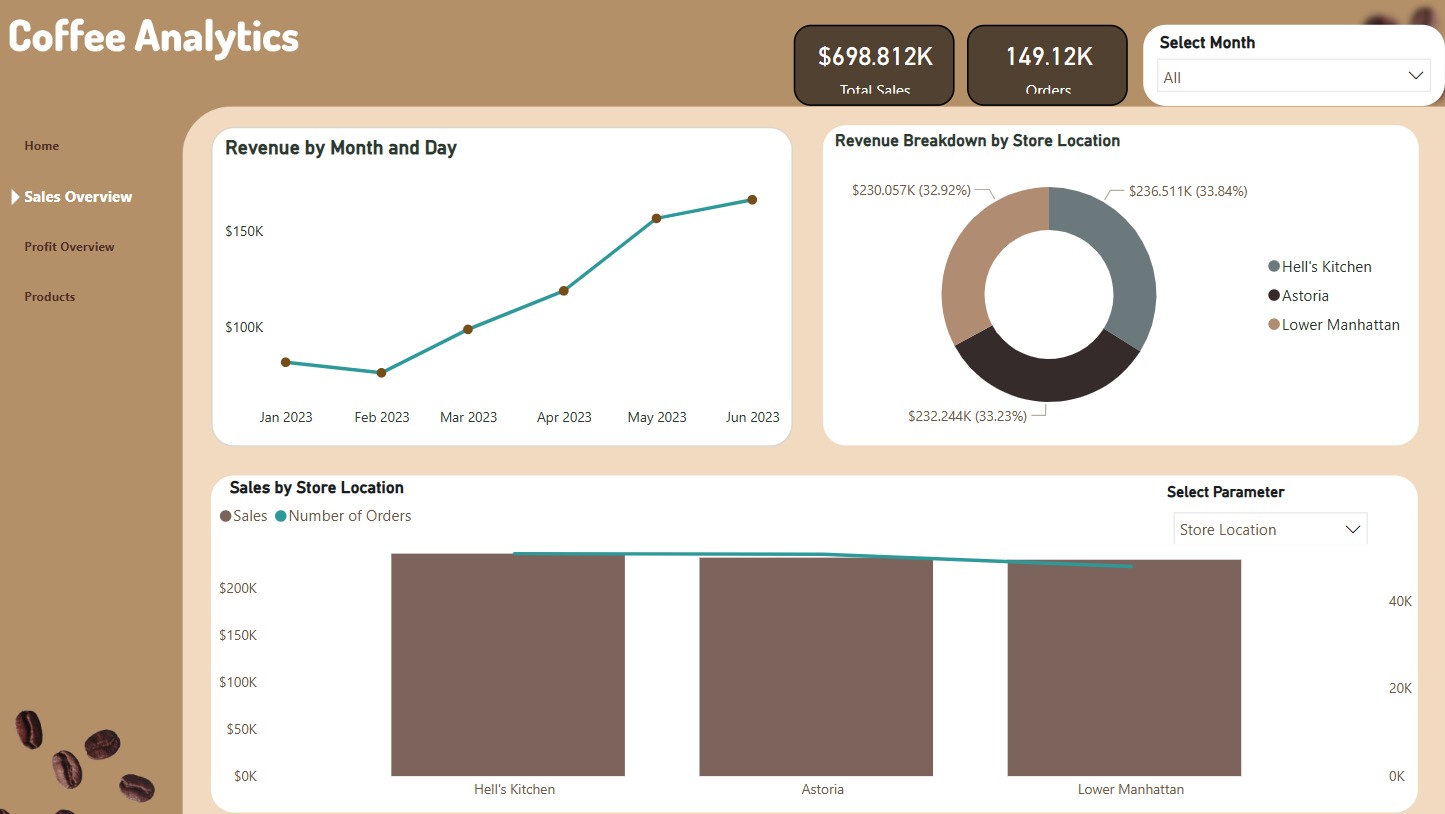 Coffee Analytics
$698.812K
Total Sales
149.12K
Orders
Select Month
All
Home
Sales Overview
Profit Overview
Products
Revenue by Month and Day
$150K
$100K
Jan 2023 Feb 2023 Mar 2023 Apr 2023 May 2023 Jun 2023
Revenue Breakdown by Store Location
$230.057K (32.92%)
$236.511K (33.84%)
$232.244K (33.23%)
Hell's Kitchen
Astoria
Lower Manhattan
Sales by Store Location
Sales Number of Orders
Select Parameter
Store Location
$200K
$150K
$100K
$50K
$0K
40K
20K
0K
Hell's Kitchen Astoria Lower Manhattan